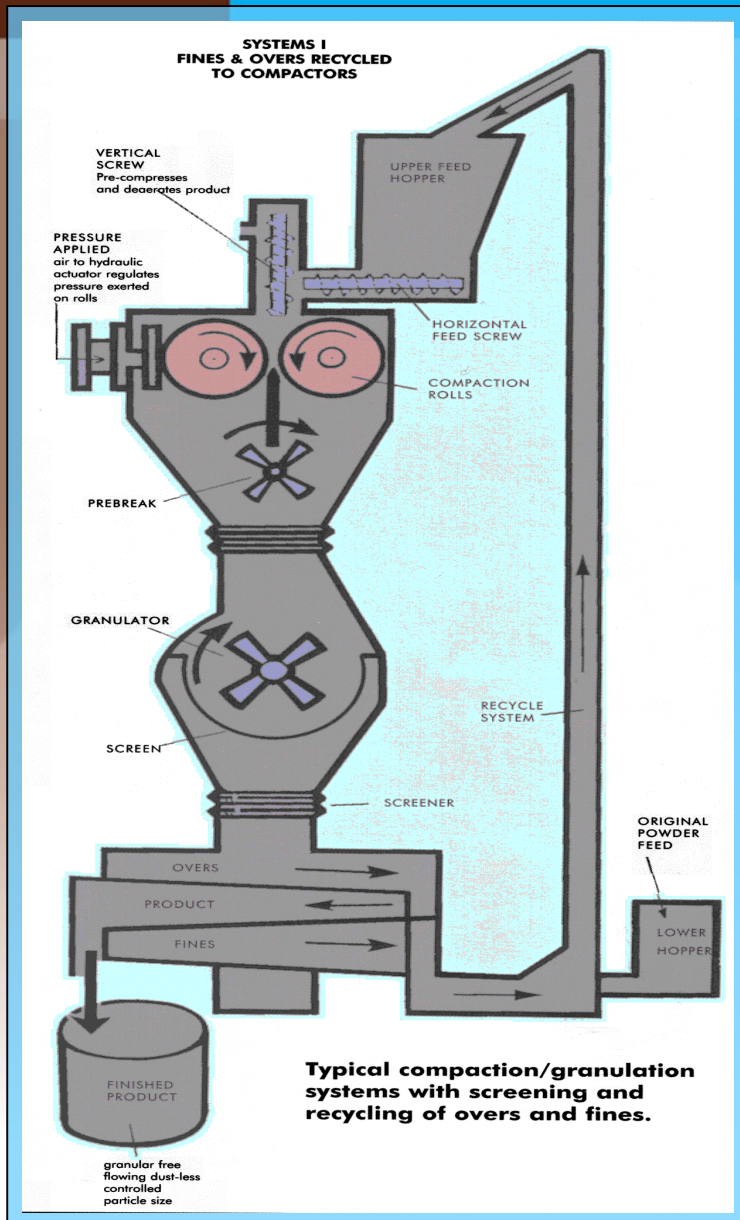 SYSTEMS I
FINES & OVERS RECYCLED
TO COMPACTORS
VERTICAL
SCREW
Pre-compresses
and deaerates product
UPPER FEED
HOPPER
PRESSURE
APPLIED
air to hydraulic
actuator regulates
pressure exerted
on rolls
HORIZONTAL
FEED SCREW
COMPACTION
ROLLS
PREBREAK
GRANULATOR
RECYCLE
SYSTEM
SCREEN
SCREENER
ORIGINAL
POWDER
FEED
OVERS
PRODUCT
FINES
LOWER
HOPPER
FINISHED
PRODUCT
Typical compaction/granulation
systems with screening and
recycling of overs and fines.
granular free
flowing dust-less
controlled
particle size